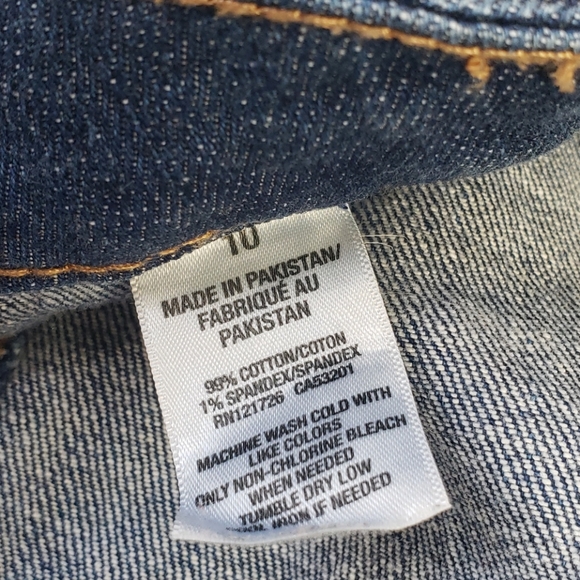 10
MADE IN PAKISTAN/
FABRIQUÉ AU
PAKISTAN
99% COTTON/COTON
1% SPANDEX/SPANDEX
RN121726 CA53201
MACHINE WASH COLD WITH
LIKE COLORS
ONLY NON-CHLORINE BLEACH
WHEN NEEDED
TUMBLE DRY LOW
COOL IRON IF NEEDED